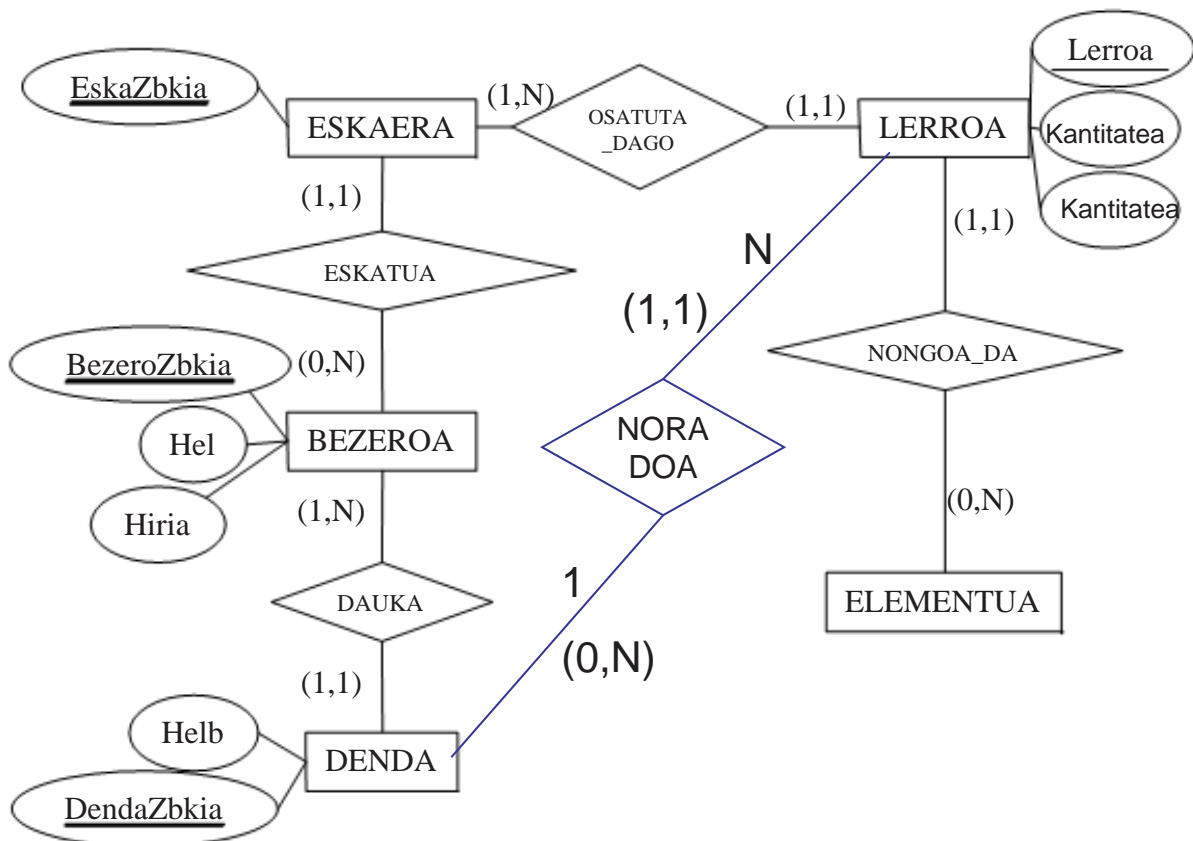 Lerroa
EskaZbkia
(1,N)
OSATUTA
_DAGO
(1,1)
ESKAERA
LERROA
Kantitatea
(1,1)
Kantitatea
(1,1)
N
ESKATUA
(1,1)
BezeroZbkia
(0,N)
NONGOA_DA
Hel
BEZEROA
NORA
DOA
Hiria
(1,N)
(0,N)
1
DAUKA
ELEMENTUA
(0,N)
(1,1)
Helb
DENDA
DendaZbkia